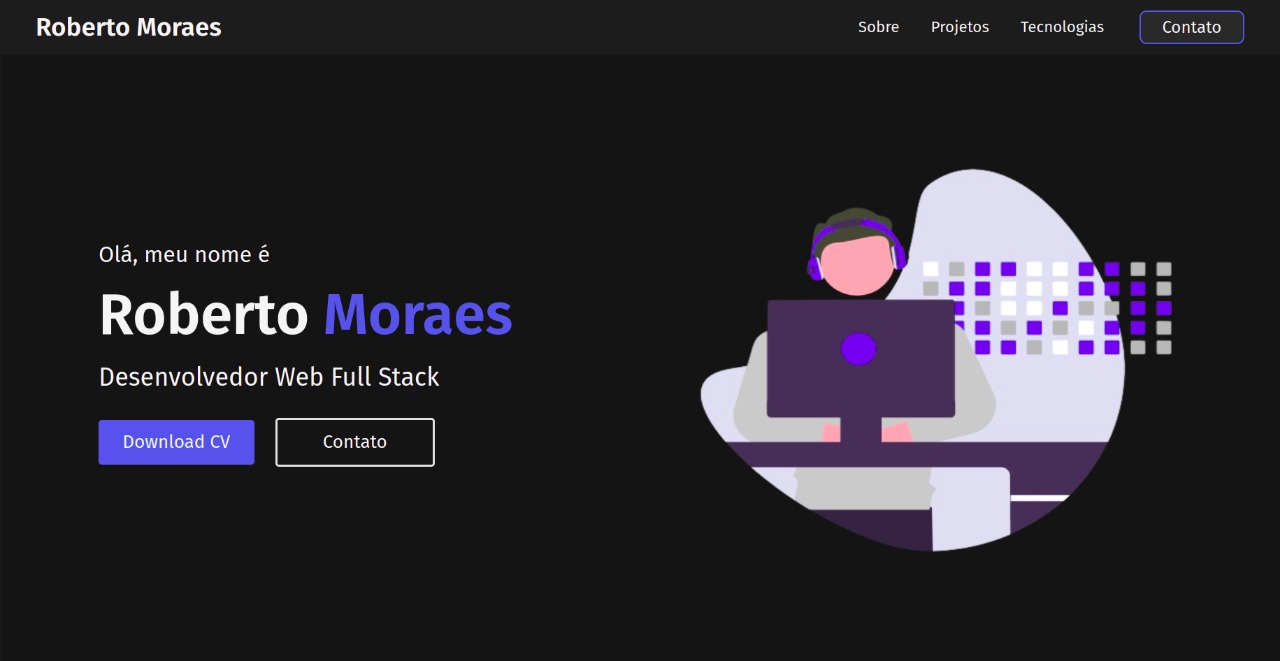 Roberto Moraes
Sobre Projetos Tecnologias Contato
Olá, meu nome é
Roberto Moraes
Desenvolvedor Web Full Stack
Download CV Contato